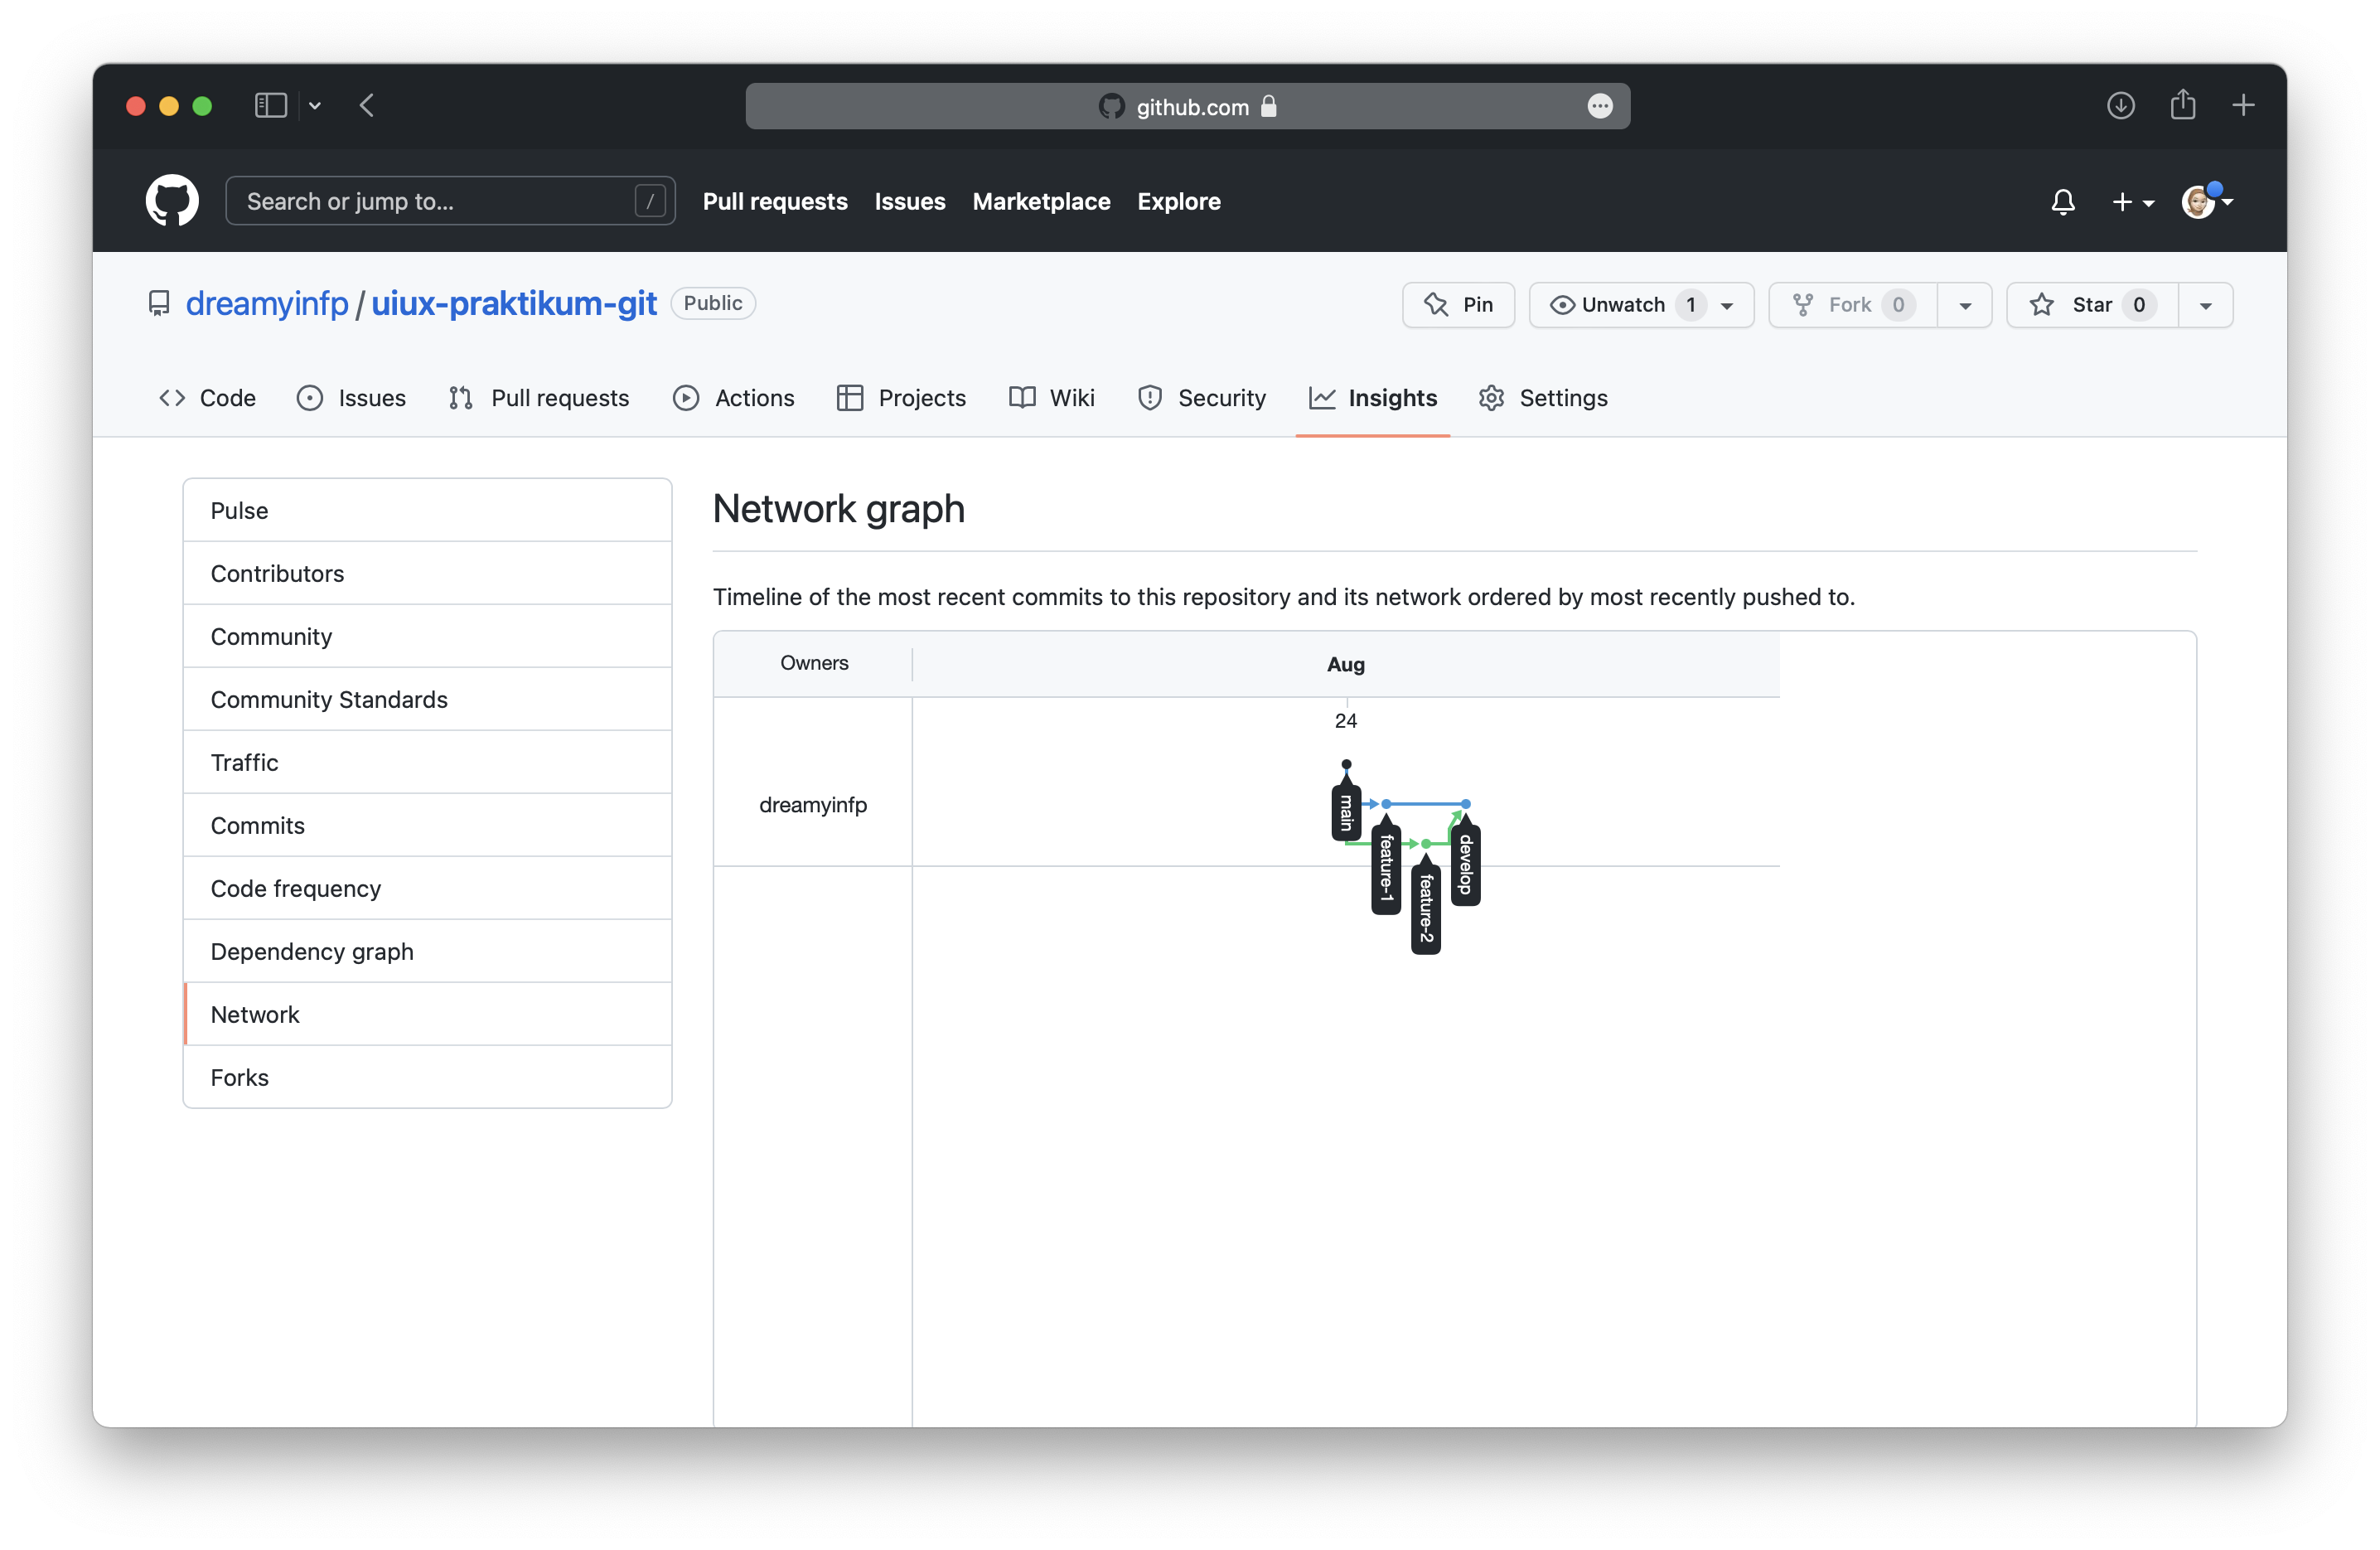 github.com
Search or jump to... /
Pull requests Issues Marketplace Explore
dreamyinfp / uiux-praktikum-git Public
Pin Unwatch 1 Fork 0 Star 0
Code Issues Pull requests Actions Projects Wiki Security Insights Settings
Pulse
Contributors
Community
Community Standards
Traffic
Commits
Code frequency
Dependency graph
Network
Forks
Network graph
Timeline of the most recent commits to this repository and its network ordered by most recently pushed to.
Owners Aug
24
dreamyinfp
main
feature-1
feature-2
develop